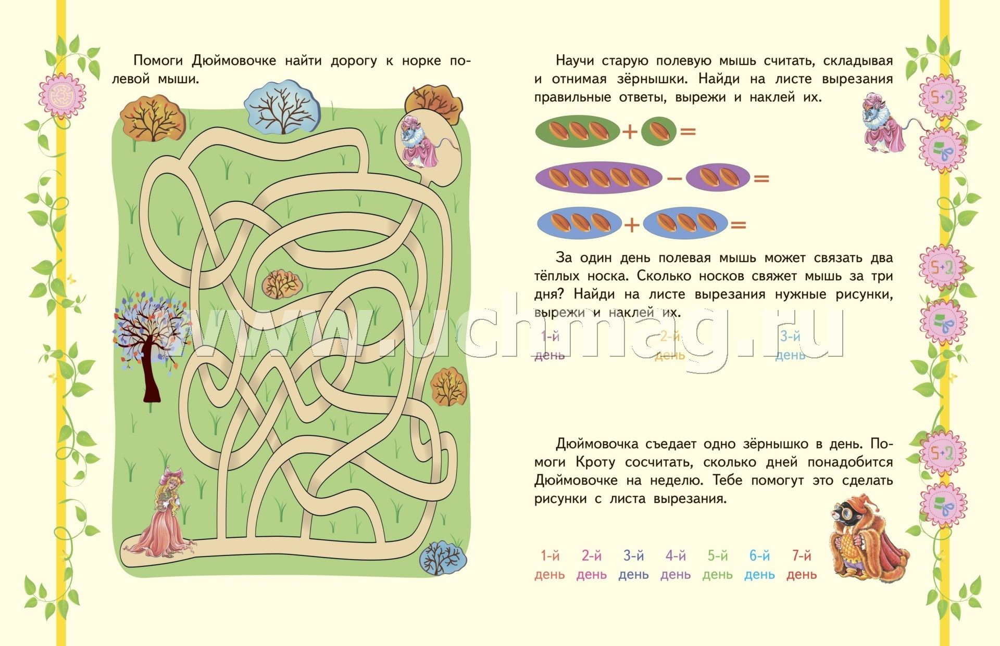 Помоги Дюймовочке найти дорогу к норке по-
левой мыши.
Научи старую полевую мышь считать, складывая
и отнимая зёрнышки. Найди на листе вырезания
правильные ответы, вырежи и наклей их.
5+2
+ =
− =
+ =
За один день полевая мышь может связать два
тёплых носка. Сколько носков свяжет мышь за три
дня? Найди на листе вырезания нужные рисунки,
вырежи и наклей их.
5+2
www.uchmag.ru
1-й 2-й 3-й
день день день
Дюймовочка съедает одно зёрнышко в день. По-
моги Кроту сосчитать, сколько дней понадобится
Дюймовочке на неделю. Тебе помогут это сделать
рисунки с листа вырезания.
5+2
1-й 2-й 3-й 4-й 5-й 6-й 7-й
день день день день день день день